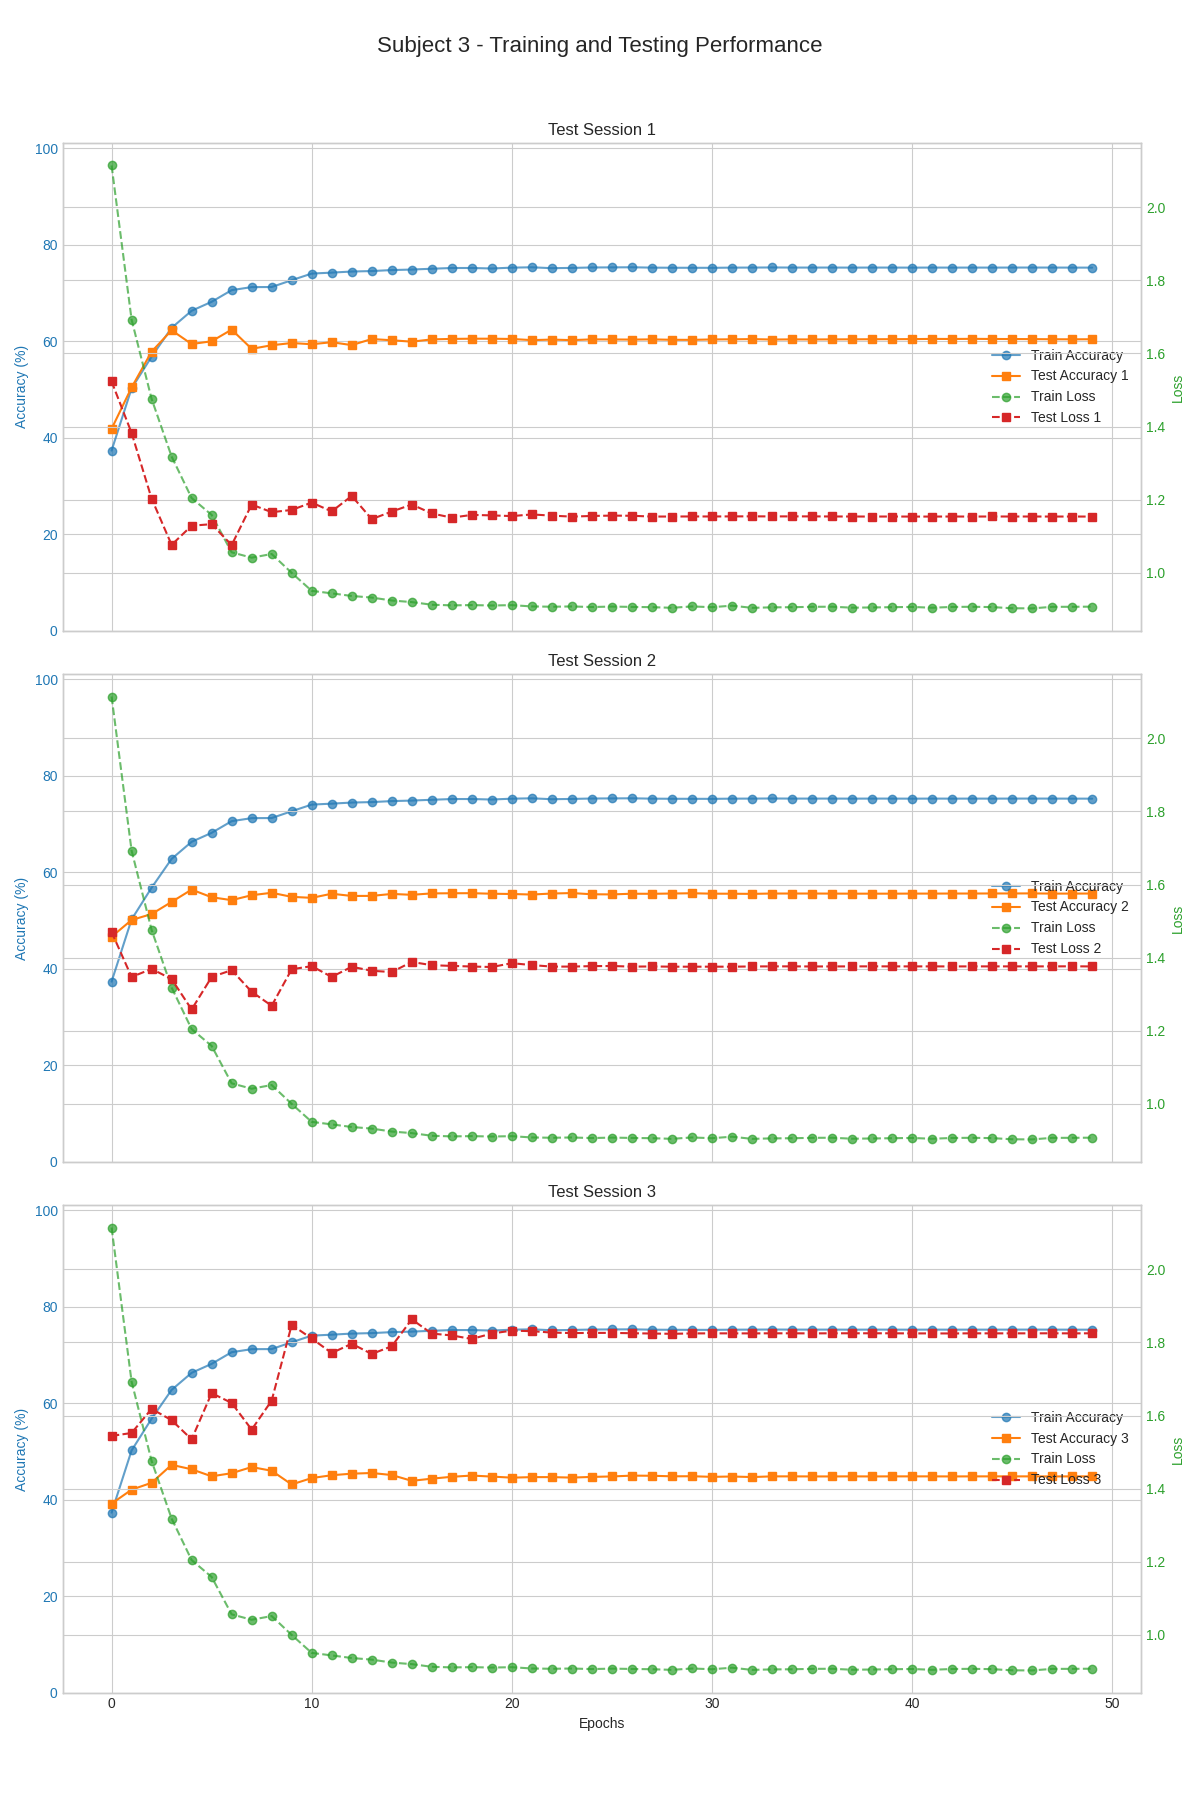 Subject 3 - Training and Testing Performance
Test Session 1
100
80
60
40
20
0
Accuracy (%)
2.0
1.8
1.6
1.4
1.2
1.0
Loss
Train Accuracy
Test Accuracy 1
Train Loss
Test Loss 1
Test Session 2
100
80
60
40
20
0
Accuracy (%)
2.0
1.8
1.6
1.4
1.2
1.0
Loss
Train Accuracy
Test Accuracy 2
Train Loss
Test Loss 2
Test Session 3
100
80
60
40
20
0
Accuracy (%)
2.0
1.8
1.6
1.4
1.2
1.0
Loss
Train Accuracy
Test Accuracy 3
Train Loss
Test Loss 3
0 10 20 30 40 50
Epochs